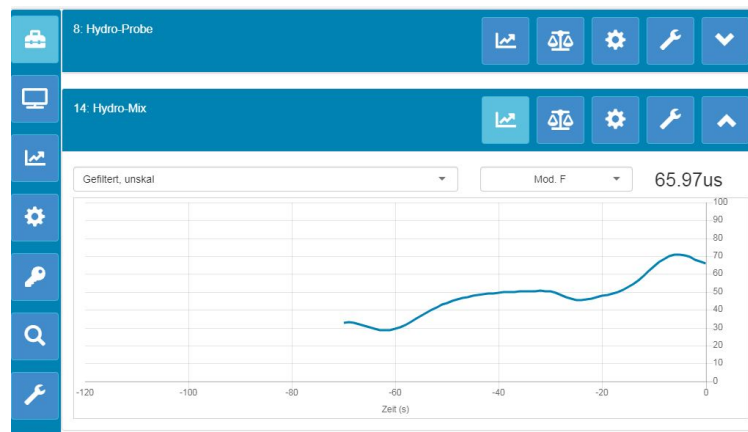 8: Hydro-Probe
14: Hydro-Mix
Gefiltert, unskal
Mod. F
65.97us
100
90
80
70
60
50
40
30
20
10
0
-120 -100 -80 -60 -40 -20 0
Zeit (s)